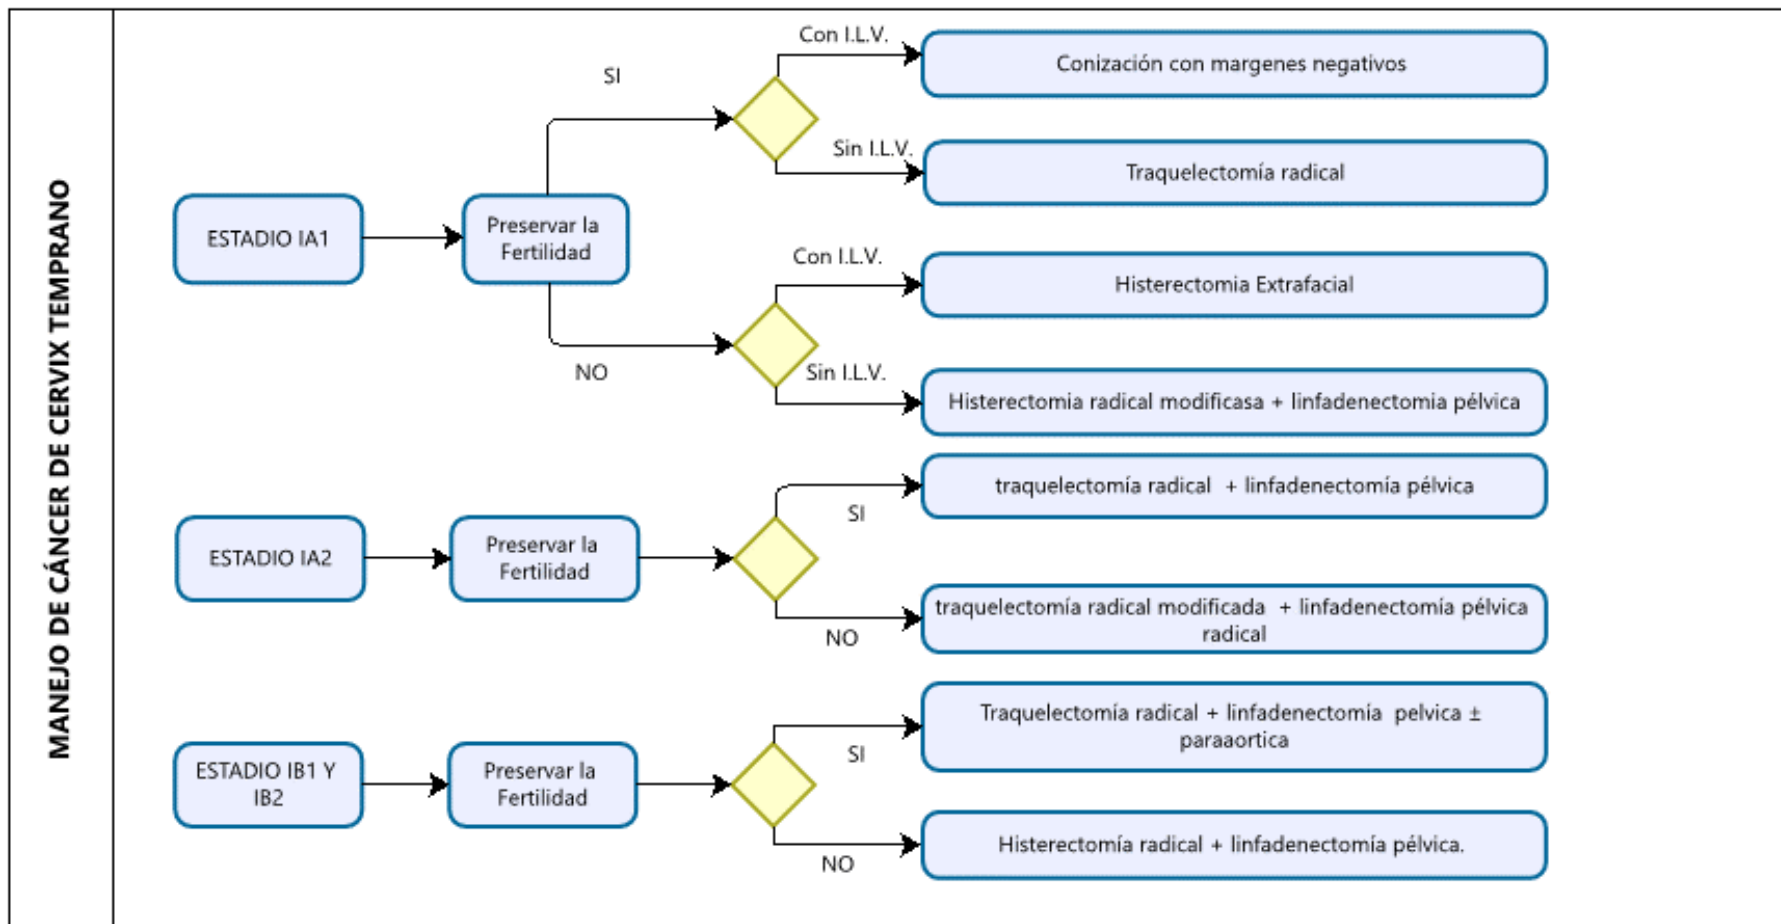 MANEJO DE CÁNCER DE CERVIX TEMPRANO
ESTADIO IA1
Preservar la
Fertilidad
SI
Con I.L.V.
Conización con margenes negativos
Sin I.L.V.
Traquelectomía radical
NO
Con I.L.V.
Histerectomia Extrafacial
Sin I.L.V.
Histerectomia radical modificasa + linfadenectomia pélvica
ESTADIO IA2
Preservar la
Fertilidad
SI
traquelectomía radical + linfadenectomía pélvica
NO
traquelectomía radical modificada + linfadenectomía pélvica
radical
ESTADIO IB1 Y
IB2
Preservar la
Fertilidad
SI
Traquelectomía radical + linfadenectomia pelvica ±
paraaortica
NO
Histerectomía radical + linfadenectomía pélvica.